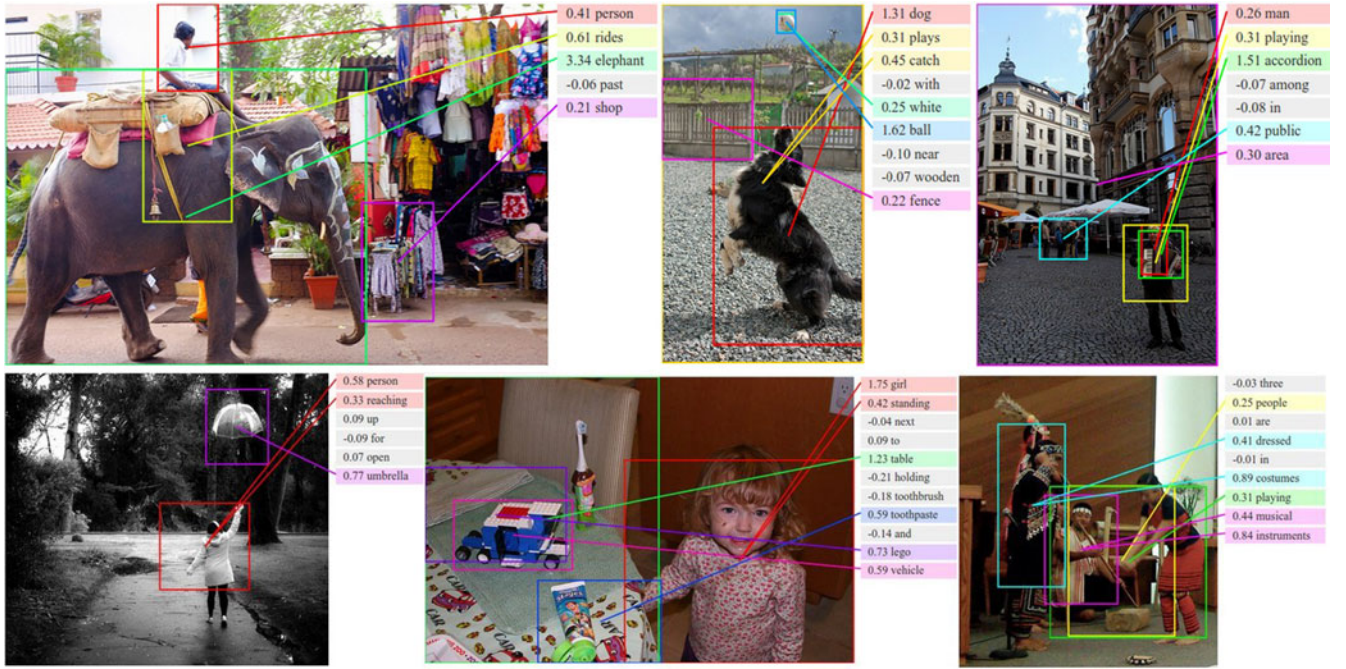 0.41 person
0.61 rides
3.34 elephant
-0.06 past
0.21 shop
1.31 dog
0.31 plays
0.45 catch
-0.02 with
0.25 white
1.62 ball
-0.10 near
-0.07 wooden
0.22 fence
0.26 man
0.31 playing
1.51 accordion
-0.07 among
-0.08 in
0.42 public
0.30 area
0.58 person
0.33 reaching
0.09 up
-0.09 for
0.07 open
0.77 umbrella
1.75 girl
0.42 standing
-0.04 next
0.09 to
1.23 table
-0.21 holding
-0.18 toothbrush
0.59 toothpaste
-0.14 and
0.73 lego
0.59 vehicle
CARS
CAR
-0.03 three
0.25 people
0.01 are
0.41 dressed
-0.01 in
0.89 costumes
0.31 playing
0.44 musical
0.84 instruments